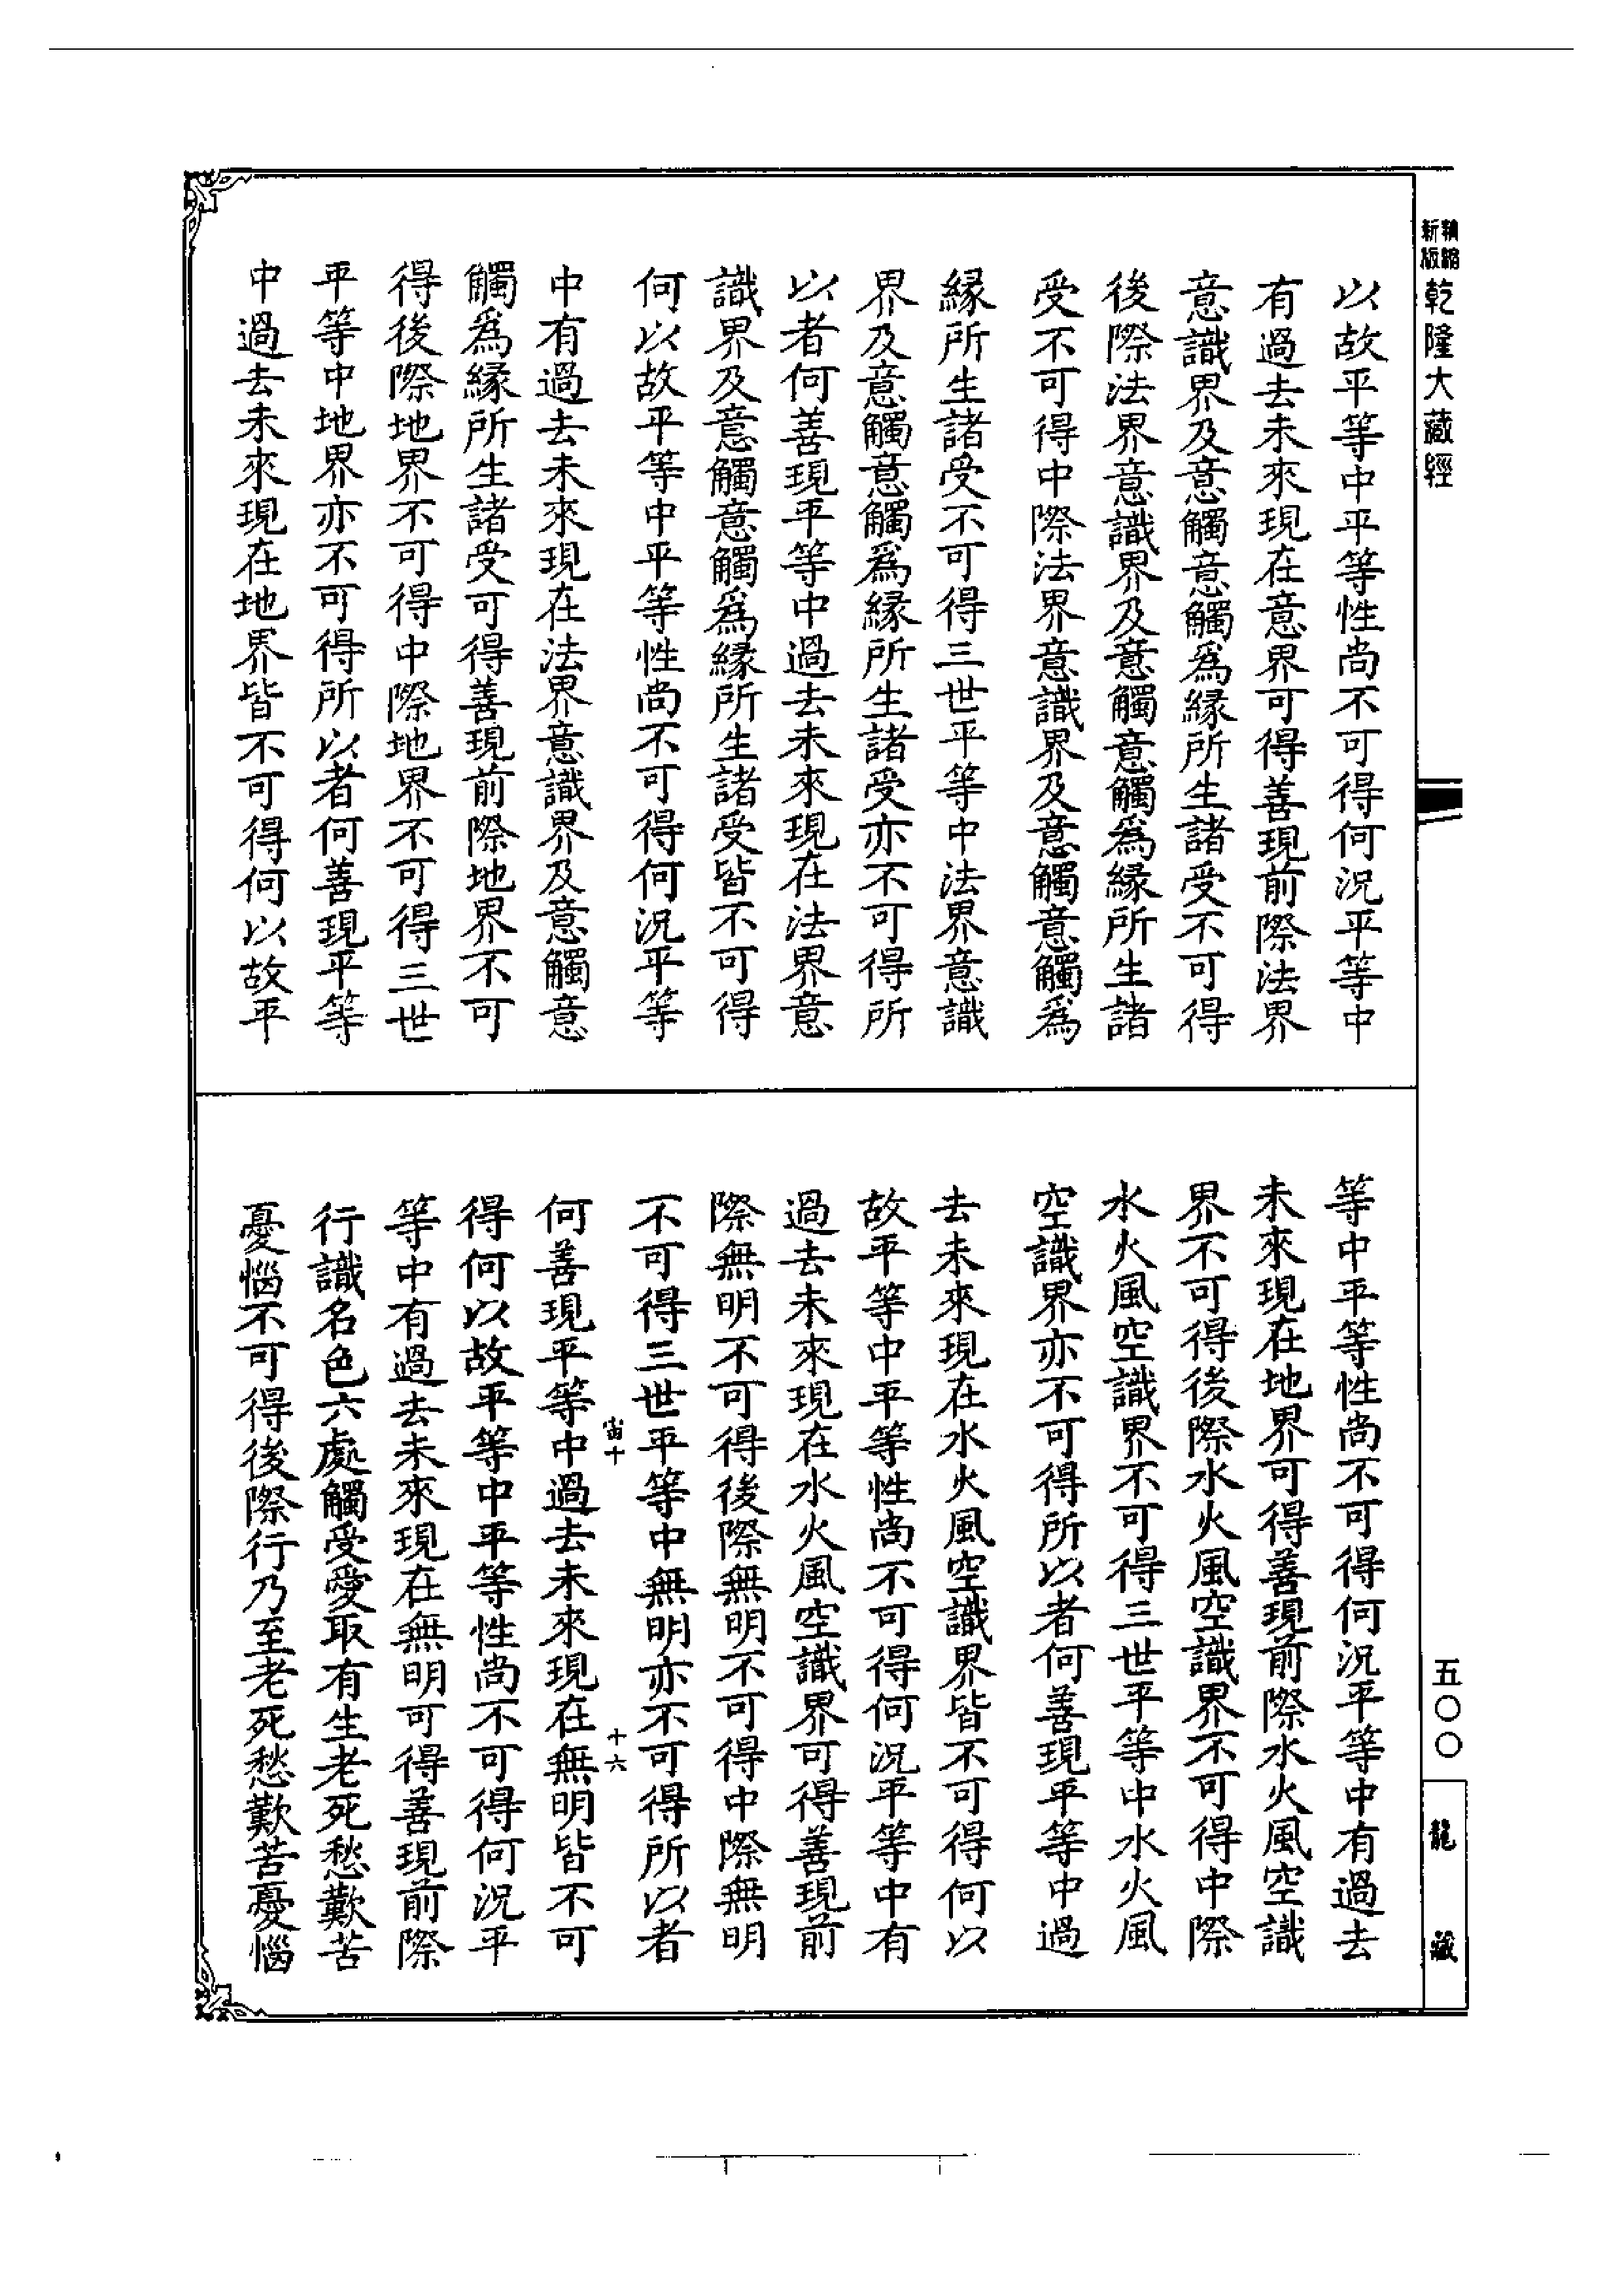 精縮
新版
乾隆大藏經
以故平等中平等性尚不可得何況平等中
有過去未來現在意界可得善現前際法界
意識界及意觸意觸爲緣所生諸受不可得
後際法界意識界及意觸意觸爲緣所生諸
受不可得中際法界意識界及意觸意觸爲
緣所生諸受不可得三世平等中法界意識
界及意觸意觸爲緣所生諸受亦不可得所
以者何善現平等中過去未來現在法界意
識界及意觸意觸爲緣所生諸受皆不可得
何以故平等中平等性尚不可得何況平等
中有過去未來現在法界意識界及意觸意
觸爲緣所生諸受可得善現前際地界不可
得後際地界不可得中際地界不可得三世
平等中地界亦不可得所以者何善現平等
中過去未來現在地界皆不可得何以故平
等中平等性尚不可得何況平等中有過去
未來現在地界可得善現前際水火風空識
界不可得後際水火風空識界不可得中際
水火風空識界不可得三世平等中水火風
空識界亦不可得所以者何善現平等中過
去未來現在水火風空識界皆不可得何以
故平等中平等性尚不可得何況平等中有
過去未來現在水火風空識界可得善現前
際無明不可得後際無明不可得中際無明
不可得三世平等中無明亦不可得所以者
宙十
十六
何善現平等中過去未來現在無明皆不可
得何以故平等中平等性尚不可得何況平
等中有過去未來現在無明可得善現前際
行識名色六處觸受愛取有生老死愁歎苦
憂惱不可得後際行乃至老死愁歎苦憂惱
五〇〇
龍藏